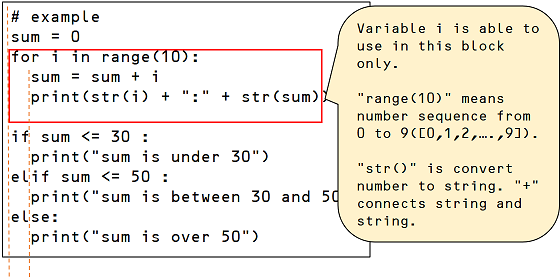 # example
sum = 0
for i in range(10):
sum = sum + i
print(str(i) + ":" + str(sum))
if sum <= 30 :
print("sum is under 30")
elif sum <= 50 :
print("sum is between 30 and 50
else:
print("sum is over 50")
Variable i is able to
use in this block
only.
"range(10)" means
number sequence from
0 to 9([0,1,2,….,9]).
"str()" is convert
number to string. "+"
connects string and
string.